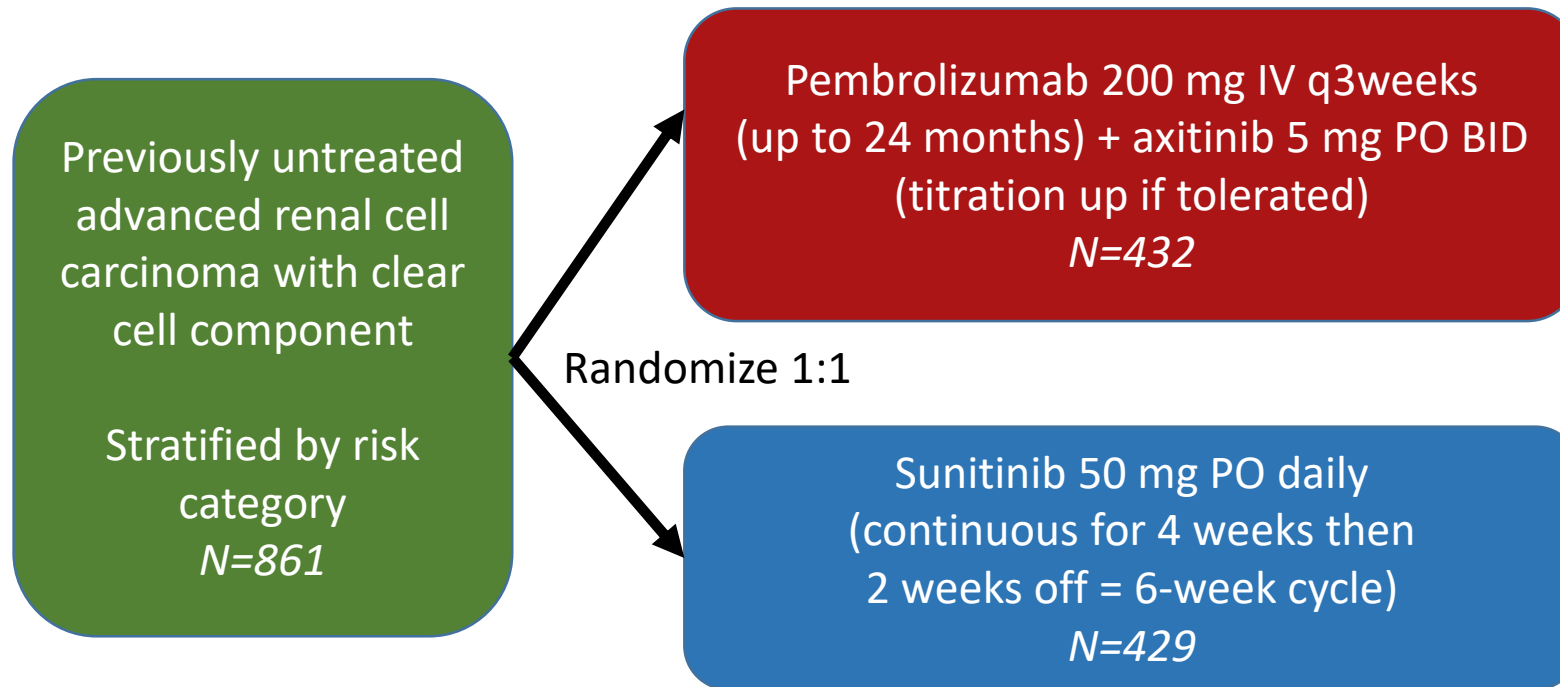 Previously untreated
advanced renal cell
carcinoma with clear
cell component
Stratified by risk
category
N=861
Randomize 1:1
Pembrolizumab 200 mg IV q3weeks
(up to 24 months) + axitinib 5 mg PO BID
(titration up if tolerated)
N=432
Sunitinib 50 mg PO daily
(continuous for 4 weeks then
2 weeks off = 6-week cycle)
N=429